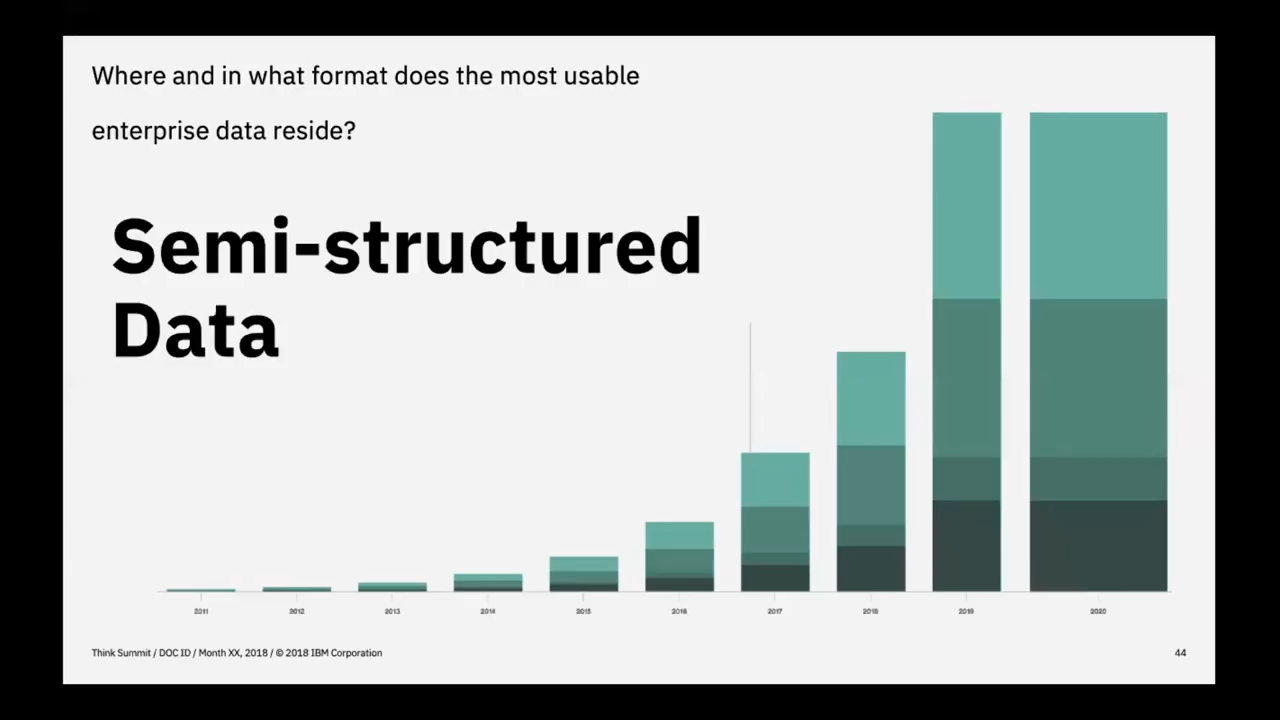 Where and in what format does the most usable
enterprise data reside?
Semi-structured
Data
2011
2012
2013
2014
2015
2016
2017
2018
2019
2020
Think Summit / DOC ID / Month XX, 2018 / © 2018 IBM Corporation
44